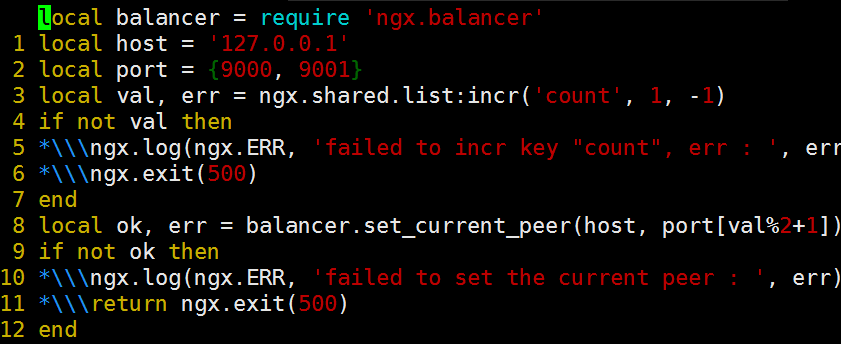 local balancer = require 'ngx.balancer'
1 local host = '127.0.0.1'
2 local port = {9000, 9001}
3 local val, err = ngx.shared.list:incr('count', 1, -1)
4 if not val then
5 *\\\ngx.log(ngx.ERR, 'failed to incr key "count", err : ', err
6 *\\\ngx.exit(500)
7 end
8 local ok, err = balancer.set_current_peer(host, port[val%2+1])
9 if not ok then
10 *\\\ngx.log(ngx.ERR, 'failed to set the current peer : ', err)
11 *\\\return ngx.exit(500)
12 end